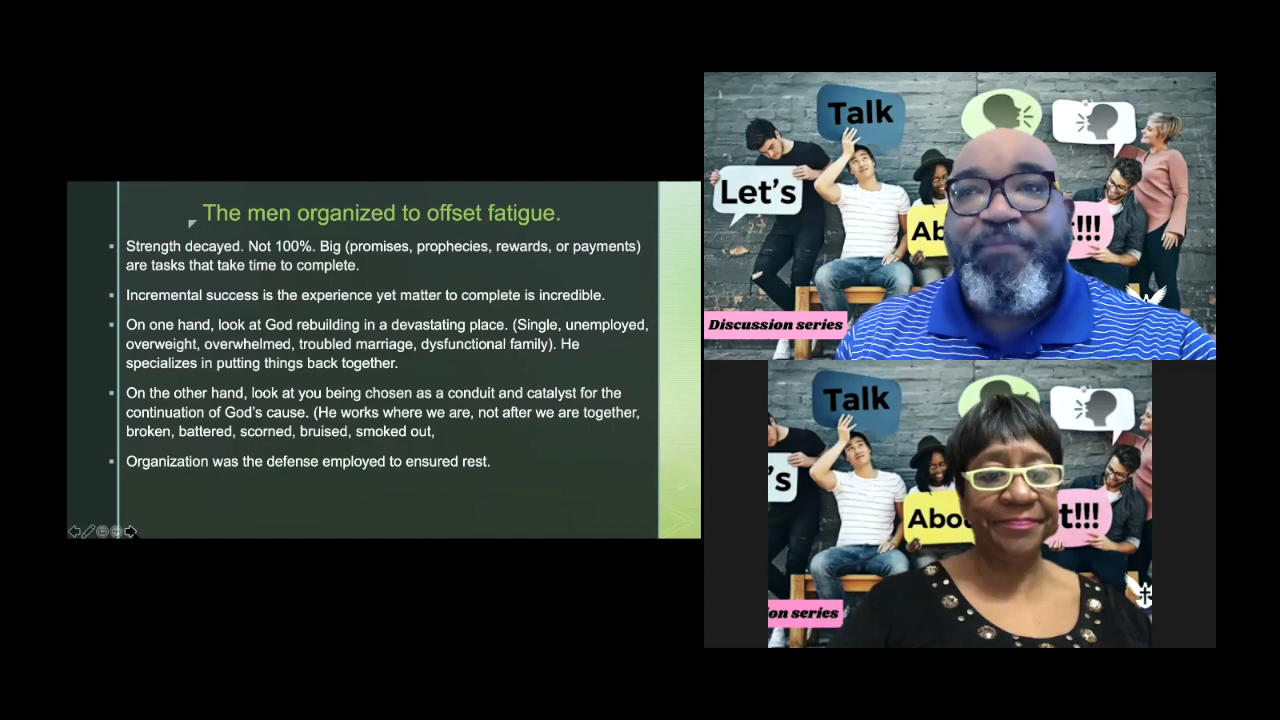 The men organized to offset fatigue.
Strength decayed. Not 100%. Big (promises, prophecies, rewards, or payments)
are tasks that take time to complete.
Incremental success is the experience yet matter to complete is incredible.
On one hand, look at God rebuilding in a devastating place. (Single, unemployed,
overweight, overwhelmed, troubled marriage, dysfunctional family). He
specializes in putting things back together.
On the other hand, look at you being chosen as a conduit and catalyst for the
continuation of God's cause. (He works where we are, not after we are together,
broken, battered, scorned, bruised, smoked out,
Organization was the defense employed to ensured rest.
Talk
Let's
Ab
!!!
Discussion series
Talk
's
Abou
t!!!
on series